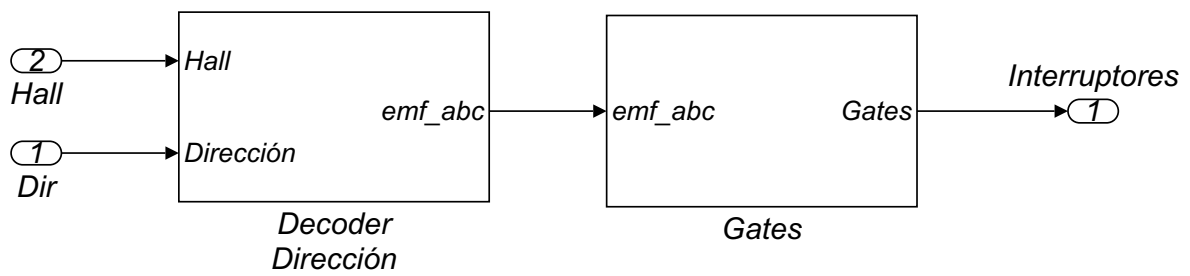 2
Hall
1
Dir
Hall
Dirección
emf_abc
Decoder
Dirección
emf_abc
Gates
Gates
Interruptores
1